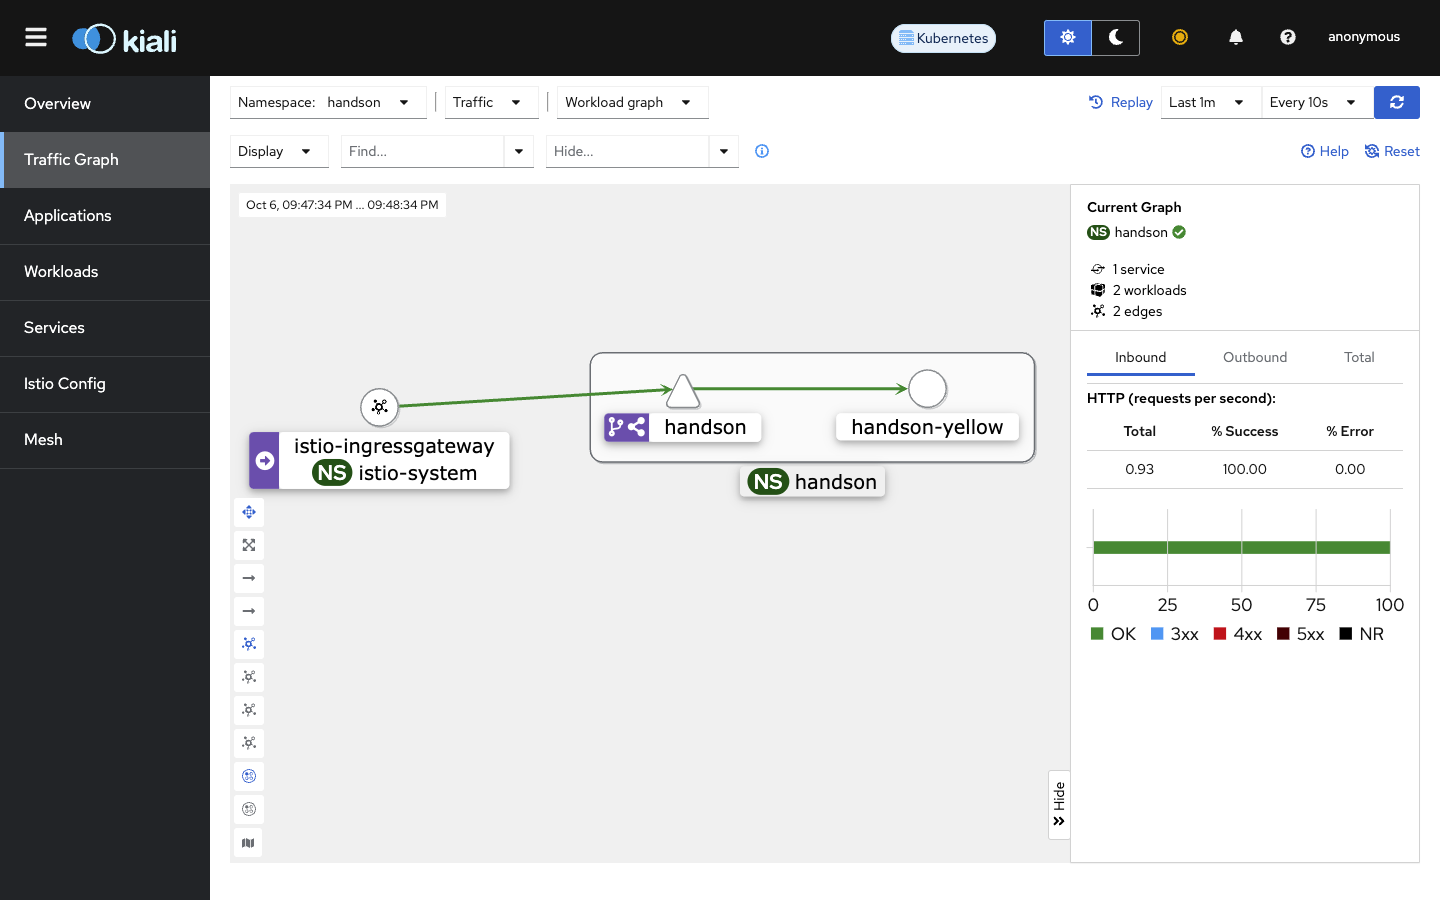 kiali
Kubernetes
anonymous
Overview
Traffic Graph
Applications
Workloads
Services
Istio Config
Mesh
Namespace: handson
Traffic
Workload graph
Replay
Last 1m
Every 10s
Display
Find...
Hide...
Help
Reset
Oct 6, 09:47:34 PM ... 09:48:34 PM
istio-ingressgateway
NS istio-system
handson
handson-yellow
NS handson
Hide
Current Graph
NS handson
1 service
2 workloads
2 edges
Inbound Outbound Total
HTTP (requests per second):
Total % Success % Error
0.93 100.00 0.00
0 25 50 75 100
OK 3xx 4xx 5xx NR